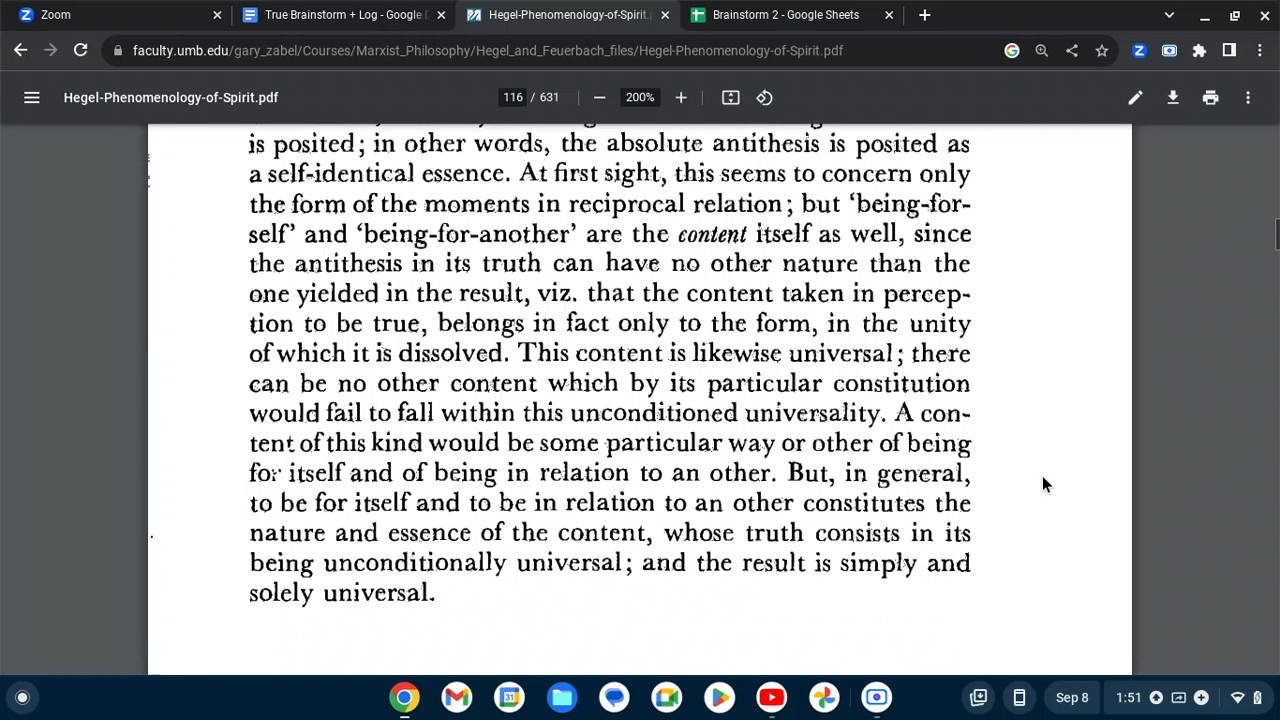 Zoom
True Brainstorm + Log - Google D
Hegel-Phenomenology-of-Spirit.p
Brainstorm 2 - Google Sheets
faculty.umb.edu/gary_zabel/Courses/Marxist_Philosophy/Hegel_and_Feuerbach_files/Hegel-Phenomenology-of-Spirit.pdf
Hegel-Phenomenology-of-Spirit.pdf
116 / 631
200%
is posited; in other words, the absolute antithesis is posited as
a self-identical essence. At first sight, this seems to concern only
the form of the moments in reciprocal relation; but ‘being-for-
self’ and ‘being-for-another’ are the content itself as well, since
the antithesis in its truth can have no other nature than the
one yielded in the result, viz. that the content taken in percep-
tion to be true, belongs in fact only to the form, in the unity
of which it is dissolved. This content is likewise universal; there
can be no other content which by its particular constitution
would fail to fall within this unconditioned universality. A con-
tent of this kind would be some particular way or other of being
for itself and of being in relation to an other. But, in general,
to be for itself and to be in relation to an other constitutes the
nature and essence of the content, whose truth consists in its
being unconditionally universal; and the result is simply and
solely universal.
31
Sep 8
1:51